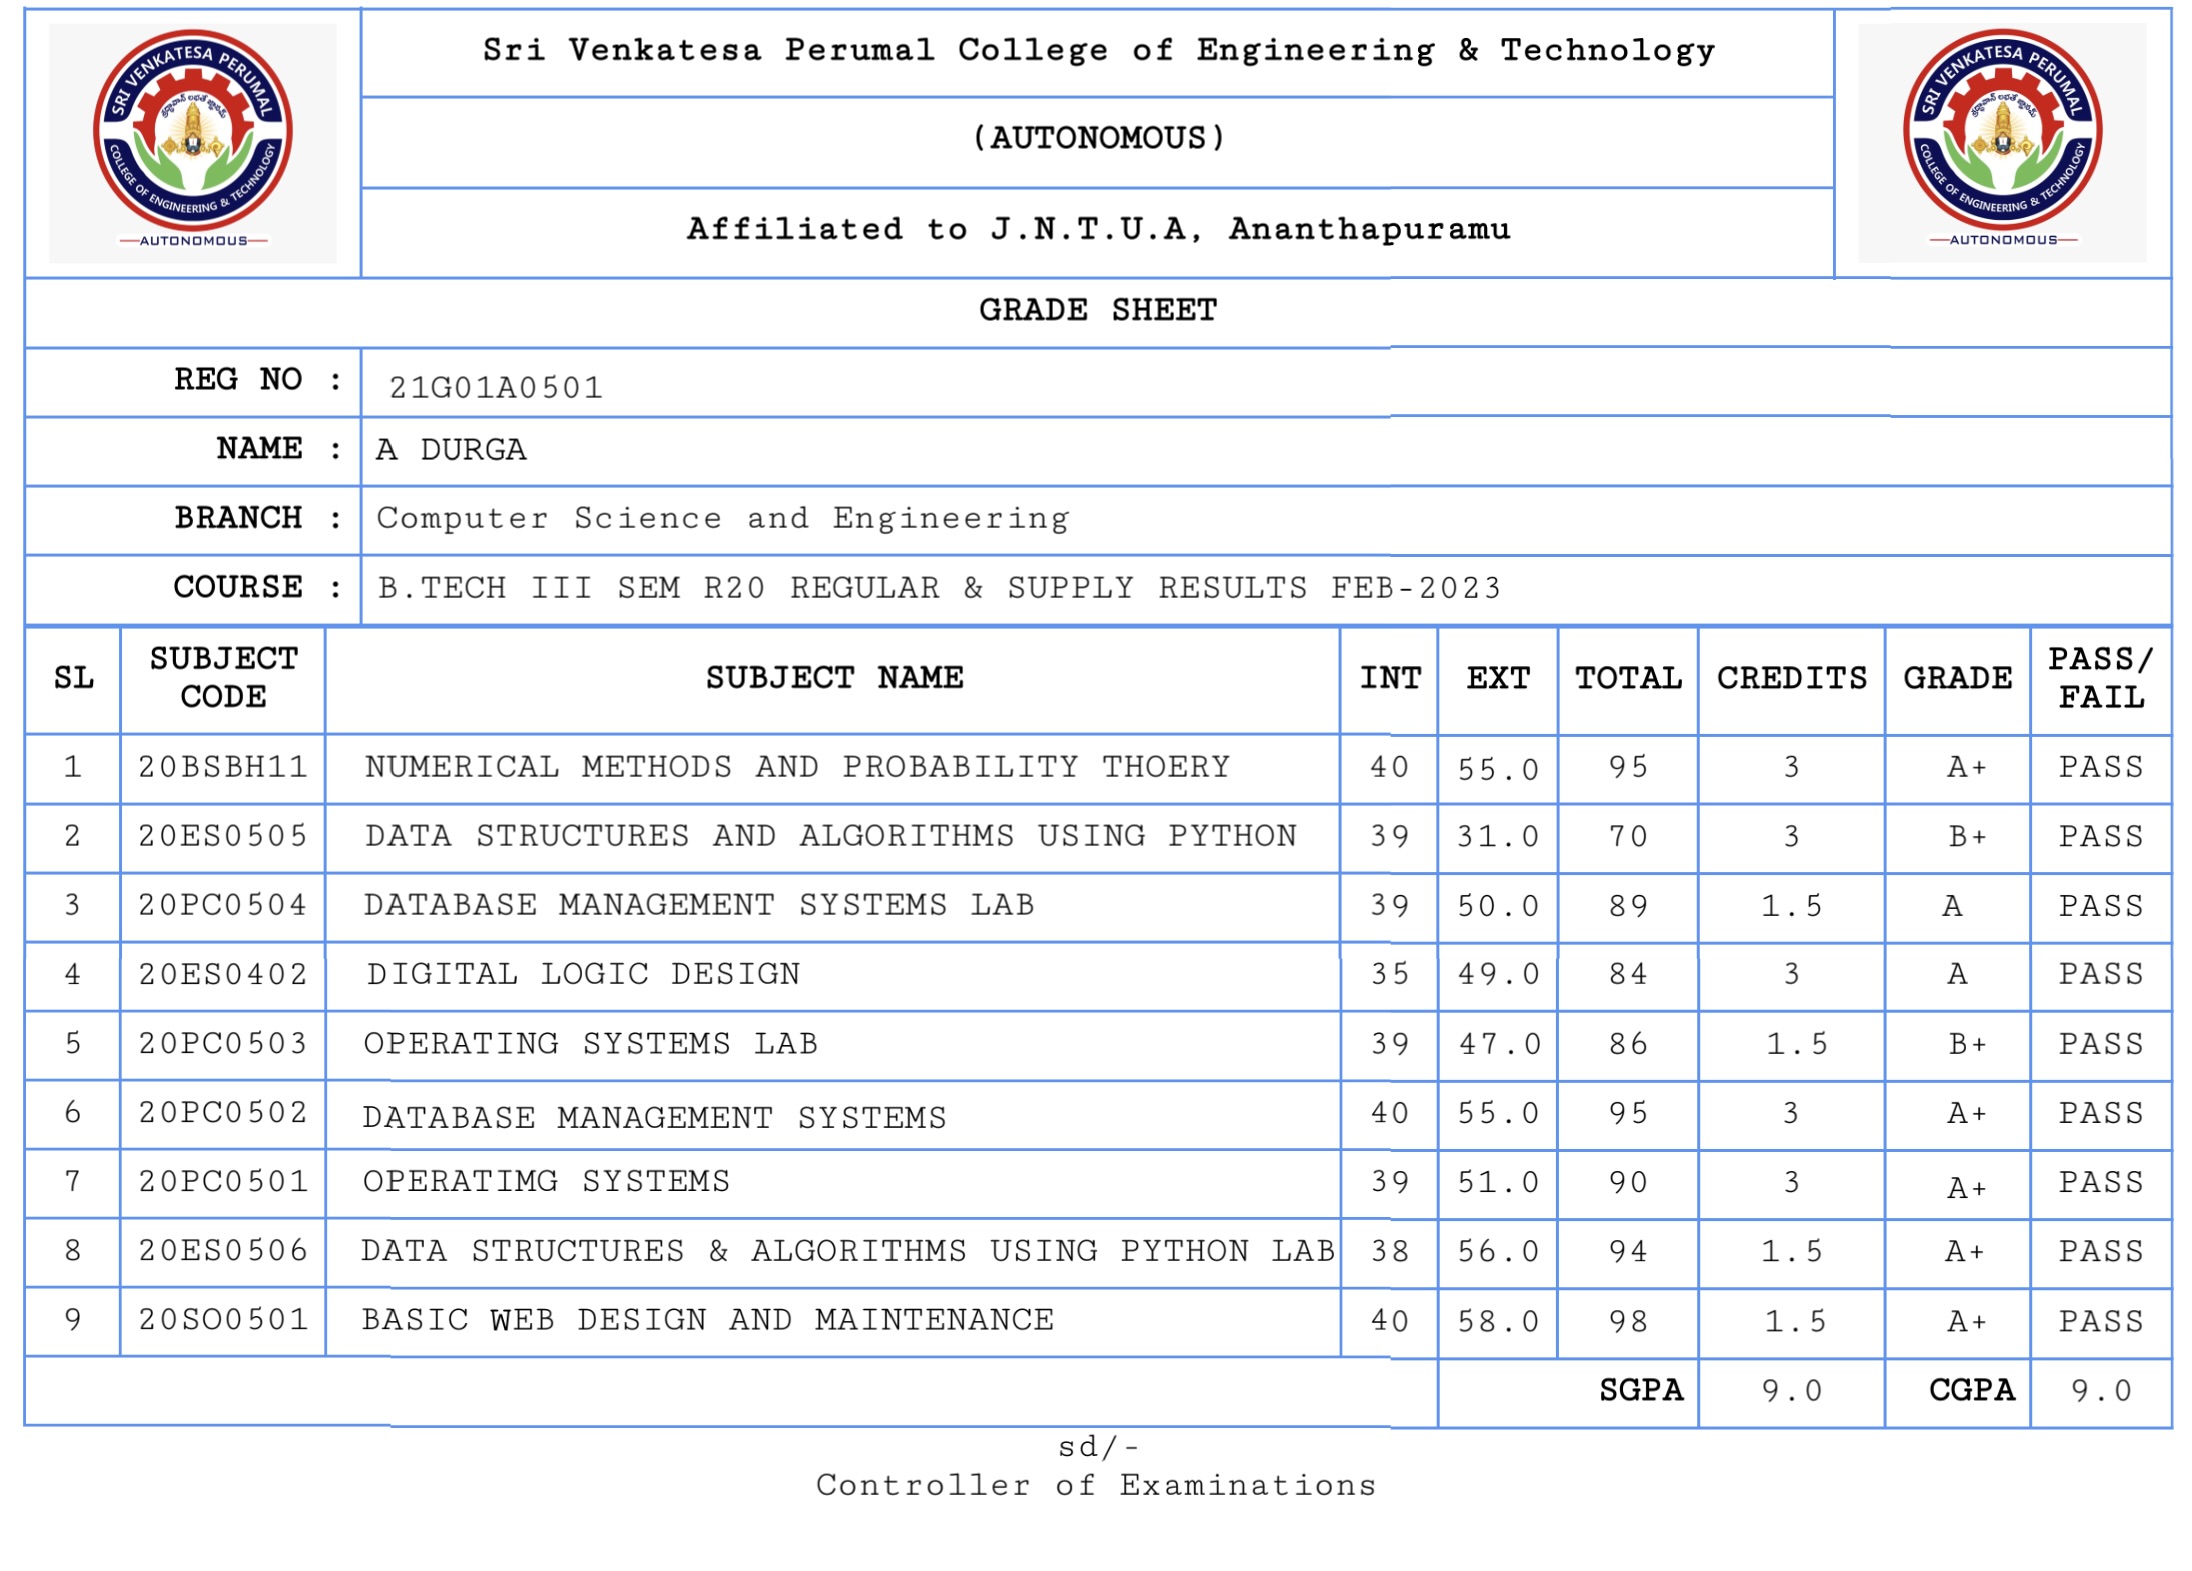 SRI VENKATESA PERUMAL
COLLEGE OF ENGINEERING & TECHNOLOGY
AUTONOMOUS
Sri Venkatesa Perumal College of Engineering & Technology
(AUTONOMOUS)
Affiliated to J.N.T.U.A, Ananthapuramu
SRI VENKATESA PERUMAL
COLLEGE OF ENGINEERING & TECHNOLOGY
AUTONOMOUS
GRADE SHEET
REG NO : 21G01A0501
NAME : A DURGA
BRANCH : Computer Science and Engineering
COURSE : B.TECH III SEM R20 REGULAR & SUPPLY RESULTS FEB-2023
SL SUBJECT CODE SUBJECT NAME INT EXT TOTAL CREDITS GRADE PASS/ FAIL
1 20BSBH11 NUMERICAL METHODS AND PROBABILITY THOERY 40 55.0 95 3 A+ PASS
2 20ES0505 DATA STRUCTURES AND ALGORITHMS USING PYTHON 39 31.0 70 3 B+ PASS
3 20PC0504 DATABASE MANAGEMENT SYSTEMS LAB 39 50.0 89 1.5 A PASS
4 20ES0402 DIGITAL LOGIC DESIGN 35 49.0 84 3 A PASS
5 20PC0503 OPERATING SYSTEMS LAB 39 47.0 86 1.5 B+ PASS
6 20PC0502 DATABASE MANAGEMENT SYSTEMS 40 55.0 95 3 A+ PASS
7 20PC0501 OPERATIMG SYSTEMS 39 51.0 90 3 A+ PASS
8 20ES0506 DATA STRUCTURES & ALGORITHMS USING PYTHON LAB 38 56.0 94 1.5 A+ PASS
9 20SO0501 BASIC WEB DESIGN AND MAINTENANCE 40 58.0 98 1.5 A+ PASS
SGPA 9.0 CGPA 9.0
sd/-
Controller of Examinations